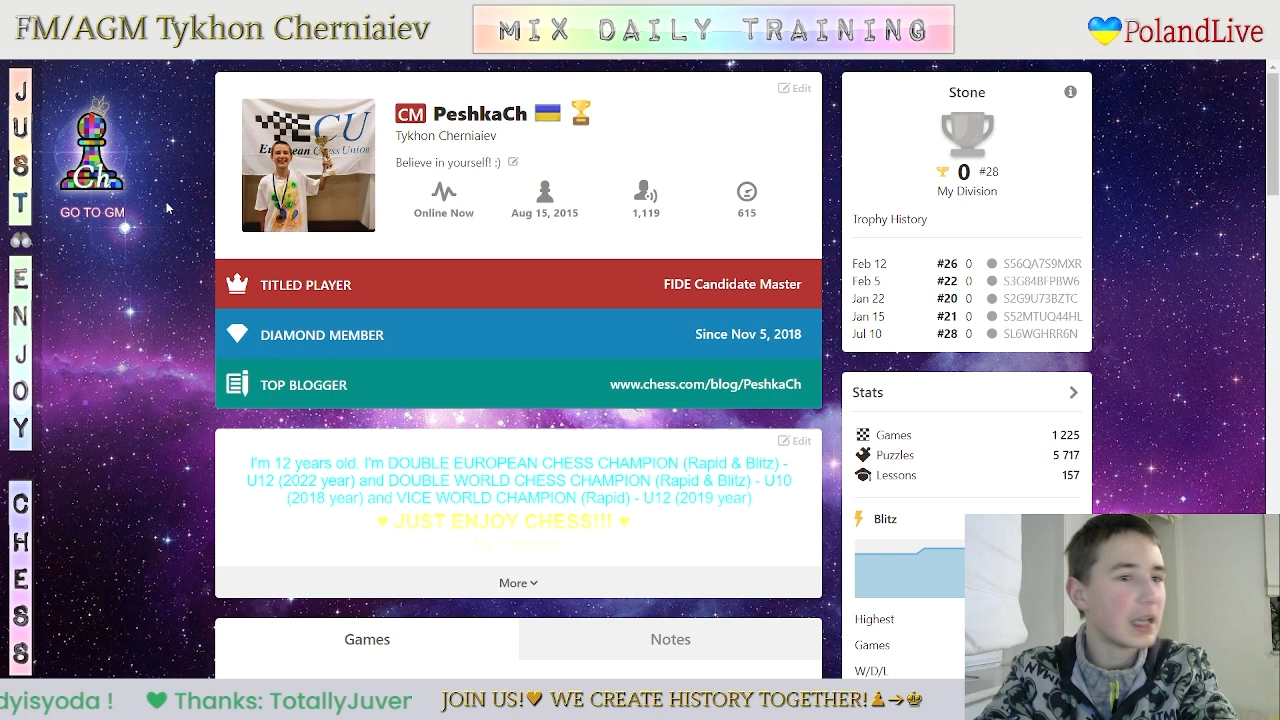 FM/AGM Tykhon Cherniaiev
MIX DAILY TRAINING
PolandLive
JUST
ENJOY
CHESS
Ch
GO TO GM
Edit
ECU
European Chess Union
CM PeshkaCh
Tykhon Cherniaiev
Believe in yourself! :)
Online Now
Aug 15, 2015
1,119
615
TITLED PLAYER FIDE Candidate Master
DIAMOND MEMBER Since Nov 5, 2018
TOP BLOGGER www.chess.com/blog/PeshkaCh
Edit
I'm 12 years old. I'm DOUBLE EUROPEAN CHESS CHAMPION (Rapid & Blitz) -
U12 (2022 year) and DOUBLE WORLD CHESS CHAMPION (Rapid & Blitz) - U10
(2018 year) and VICE WORLD CHAMPION (Rapid) - U12 (2019 year)
♥ JUST ENJOY CHESS!!! ♥
More
Games Notes
Stone
0 #28
My Division
Trophy History
Feb 12 #26 0 S56QA7S9MXR
Feb 5 #22 0 S3G84BFPBW6
Jan 22 #20 0 S2G9U73BZTC
Jan 15 #21 0 S52MTUQ44HL
Jul 10 #28 0 SL6WGHRR6N
Stats
Games 1 225
Puzzles 5 717
Lessons 157
Blitz
Highest
Games
W/D/L
dyisyoda ! Thanks: TotallyJuver JOIN US! WE CREATE HISTORY TOGETHER!